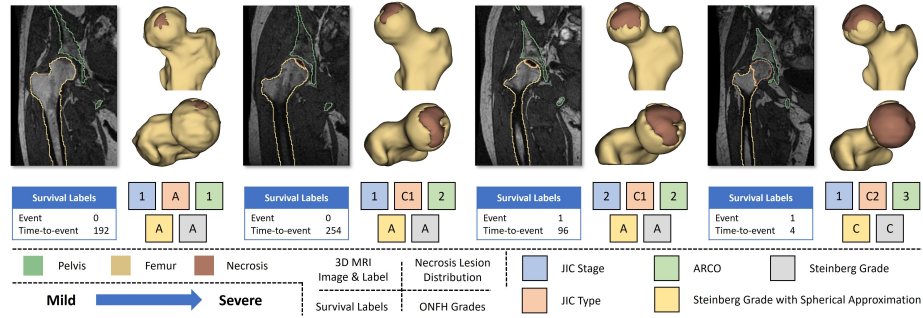 Survival Labels
Event 0
Time-to-event 192
1 A 1
A A
Survival Labels
Event 0
Time-to-event 254
1 C1 2
A A
Survival Labels
Event 1
Time-to-event 96
2 C1 2
A A
Survival Labels
Event 1
Time-to-event 4
1 C2 3
C C
Pelvis Femur Necrosis
Mild Severe
3D MRI
Image & Label
Necrosis Lesion
Distribution
Survival Labels
ONFH Grades
JIC Stage
ARCO
Steinberg Grade
JIC Type
Steinberg Grade with Spherical Approximation